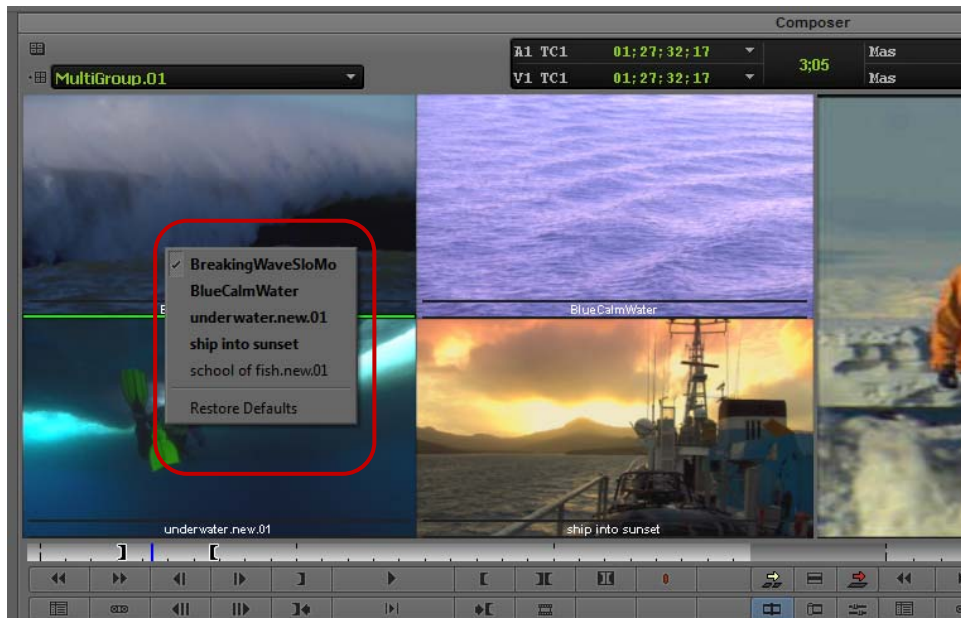 Composer
A1 TC1 01;27;32;17 Mas
MultiGroup.01 3;05
V1 TC1 01;27;32;17 Mas
BreakingWaveSloMo
BlueCalmWater
underwater.new.01
ship into sunset
school of fish.new.01
Restore Defaults
B
BlueCalmWater
underwater.new.01
ship into sunset